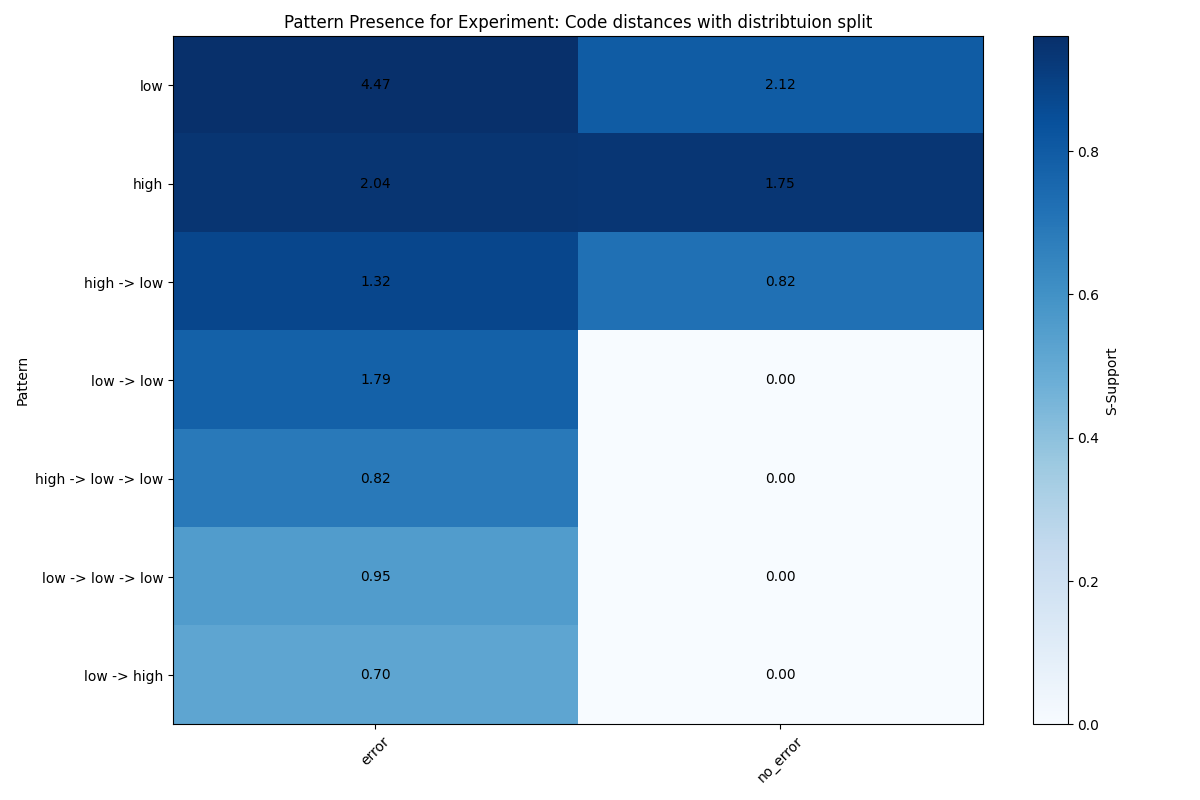 Pattern Presence for Experiment: Code distances with distribtuion split
low
4.47
2.12
high
2.04
1.75
high -> low
1.32
0.82
low -> low
1.79
0.00
high -> low -> low
0.82
0.00
low -> low -> low
0.95
0.00
low -> high
0.70
0.00
Pattern
error
no_error
0.8
0.6
0.4
0.2
0.0
S-Support